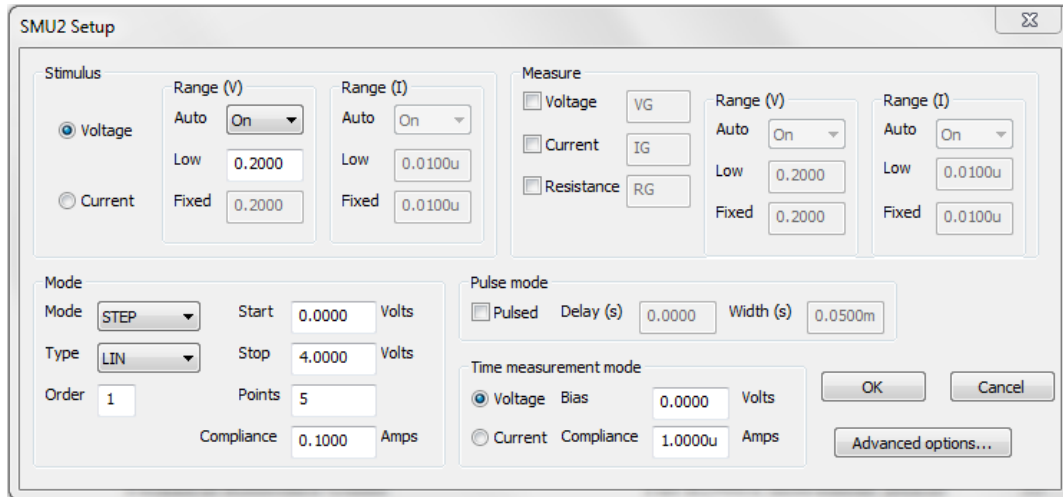 SMU2 Setup
Stimulus
Voltage
Current
Range (V)
Auto On
Low 0.2000
Fixed 0.2000
Range (I)
Auto On
Low 0.0100u
Fixed 0.0100u
Measure
Voltage VG
Current IG
Resistance RG
Range (V)
Auto On
Low 0.2000
Fixed 0.2000
Range (I)
Auto On
Low 0.0100u
Fixed 0.0100u
Mode
Mode STEP
Type LIN
Order 1
Start 0.0000 Volts
Stop 4.0000 Volts
Points 5
Compliance 0.1000 Amps
Pulse mode
Pulsed Delay (s) 0.0000 Width (s) 0.0500m
Time measurement mode
Voltage Bias 0.0000 Volts
Current Compliance 1.0000u Amps
OK
Cancel
Advanced options...